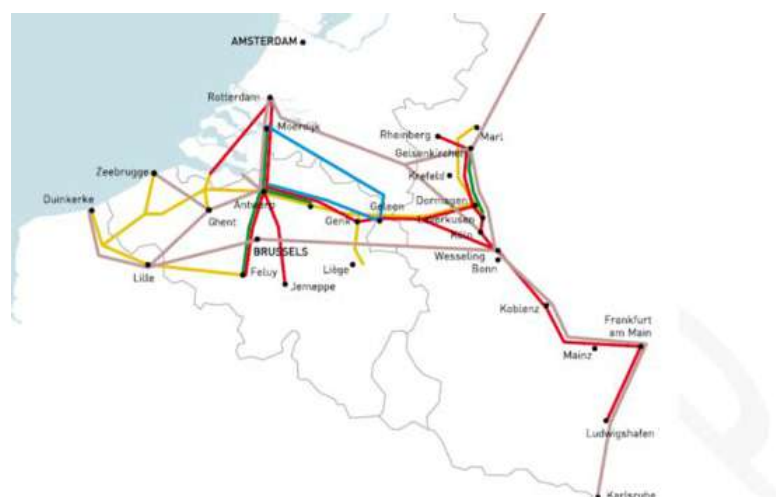 AMSTERDAM
Rotterdam
Moerdijk
Rheinberg
Marl
Gelsenkirchen
Zeebrugge
Krefeld
Duinkerke
Antwerp
Geleen
Dormagen
Ghent
Genk
Leverkusen
Köln
BRUSSELS
Wesseling
Lille
Feluy
Liège
Bonn
Jemeppe
Koblenz
Frankfurt
am Main
Mainz
Ludwigshafen
Karlsruhe